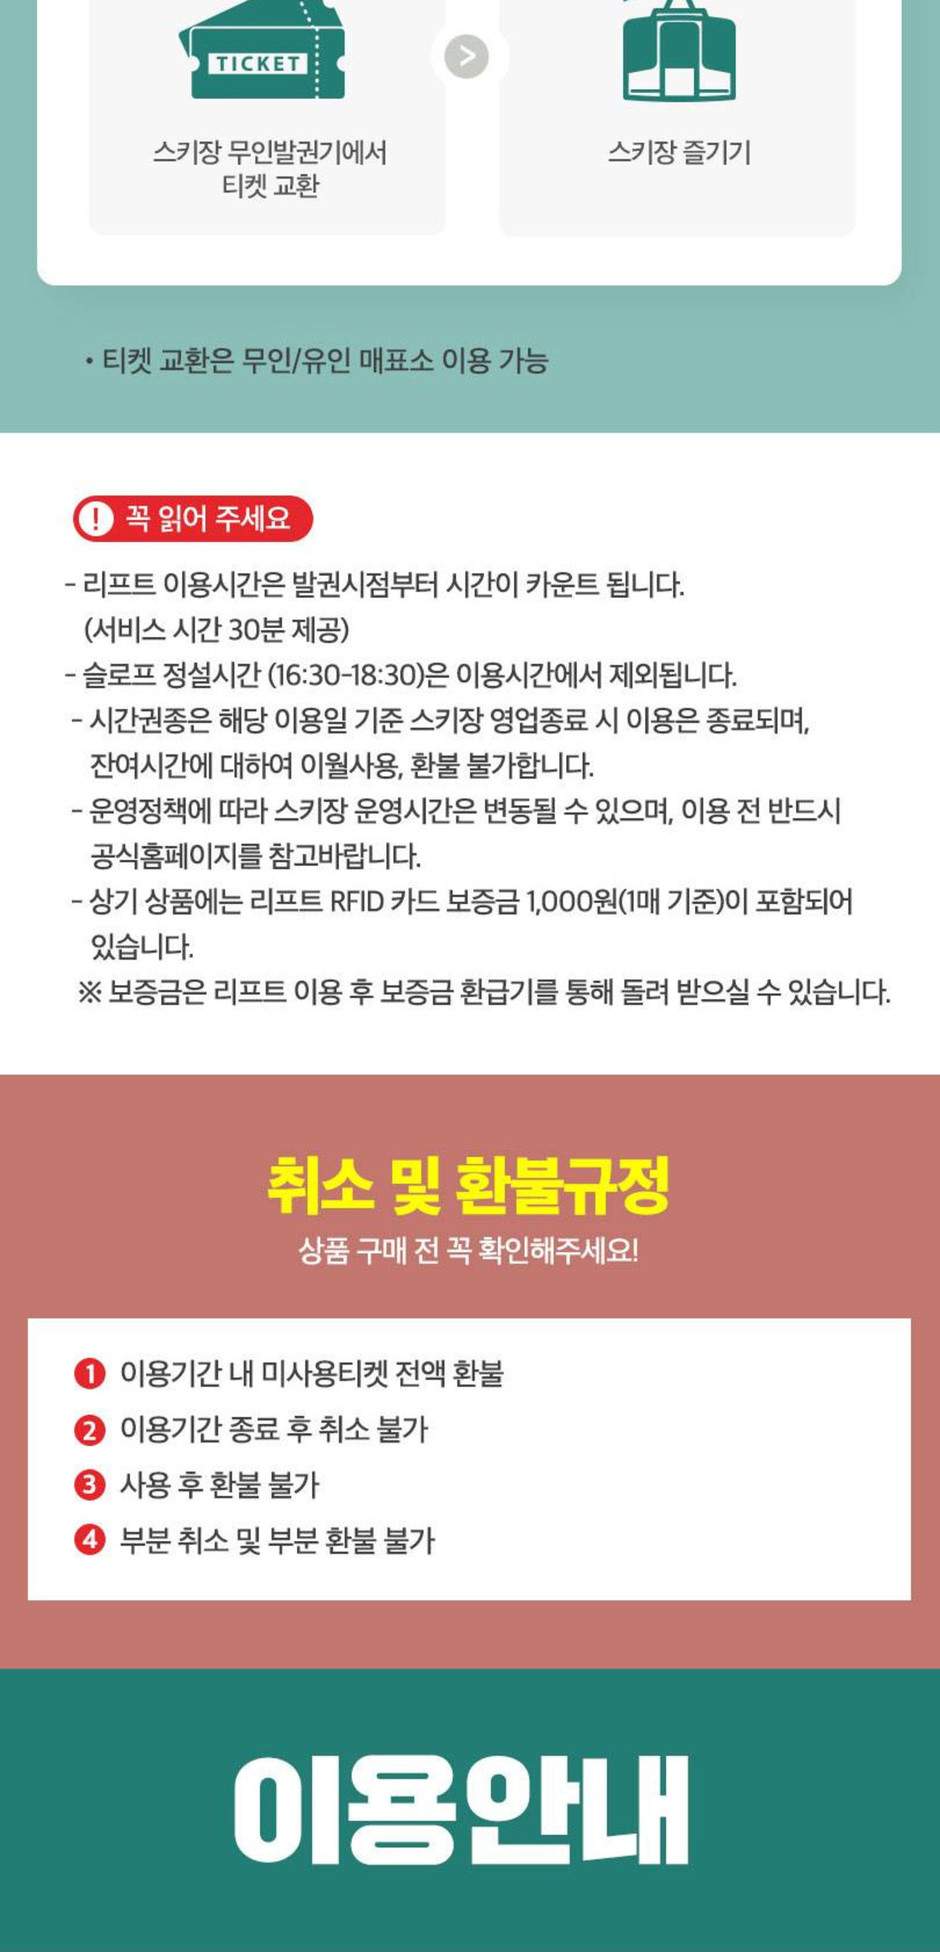 TICKET
>
스키장 무인발권기에서
티켓 교환
스키장 즐기기
• 티켓 교환은 무인/유인 매표소 이용 가능
! 꼭 읽어 주세요
- 리프트 이용시간은 발권시점부터 시간이 카운트 됩니다.
(서비스 시간 30분 제공)
- 슬로프 정설시간 (16:30-18:30)은 이용시간에서 제외됩니다.
- 시간권종은 해당 이용일 기준 스키장 영업종료 시 이용은 종료되며,
잔여시간에 대하여 이월사용, 환불 불가합니다.
- 운영정책에 따라 스키장 운영시간은 변동될 수 있으며, 이용 전 반드시
공식홈페이지를 참고바랍니다.
- 상기 상품에는 리프트 RFID 카드 보증금 1,000원(1매 기준)이 포함되어
있습니다.
※ 보증금은 리프트 이용 후 보증금 환급기를 통해 돌려 받으실 수 있습니다.
취소 및 환불규정
상품 구매 전 꼭 확인해주세요!
1 이용기간 내 미사용티켓 전액 환불
2 이용기간 종료 후 취소 불가
3 사용 후 환불 불가
4 부분 취소 및 부분 환불 불가
이용안내